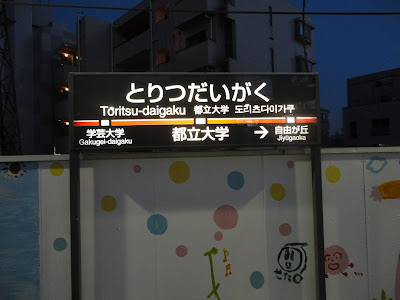 とりつだいがく
Tōritsu-daigaku 都立大学 도리츠다이가쿠
学芸大学 都立大学 → 自由が丘
Gakugei-daigaku Jiyūgaoka